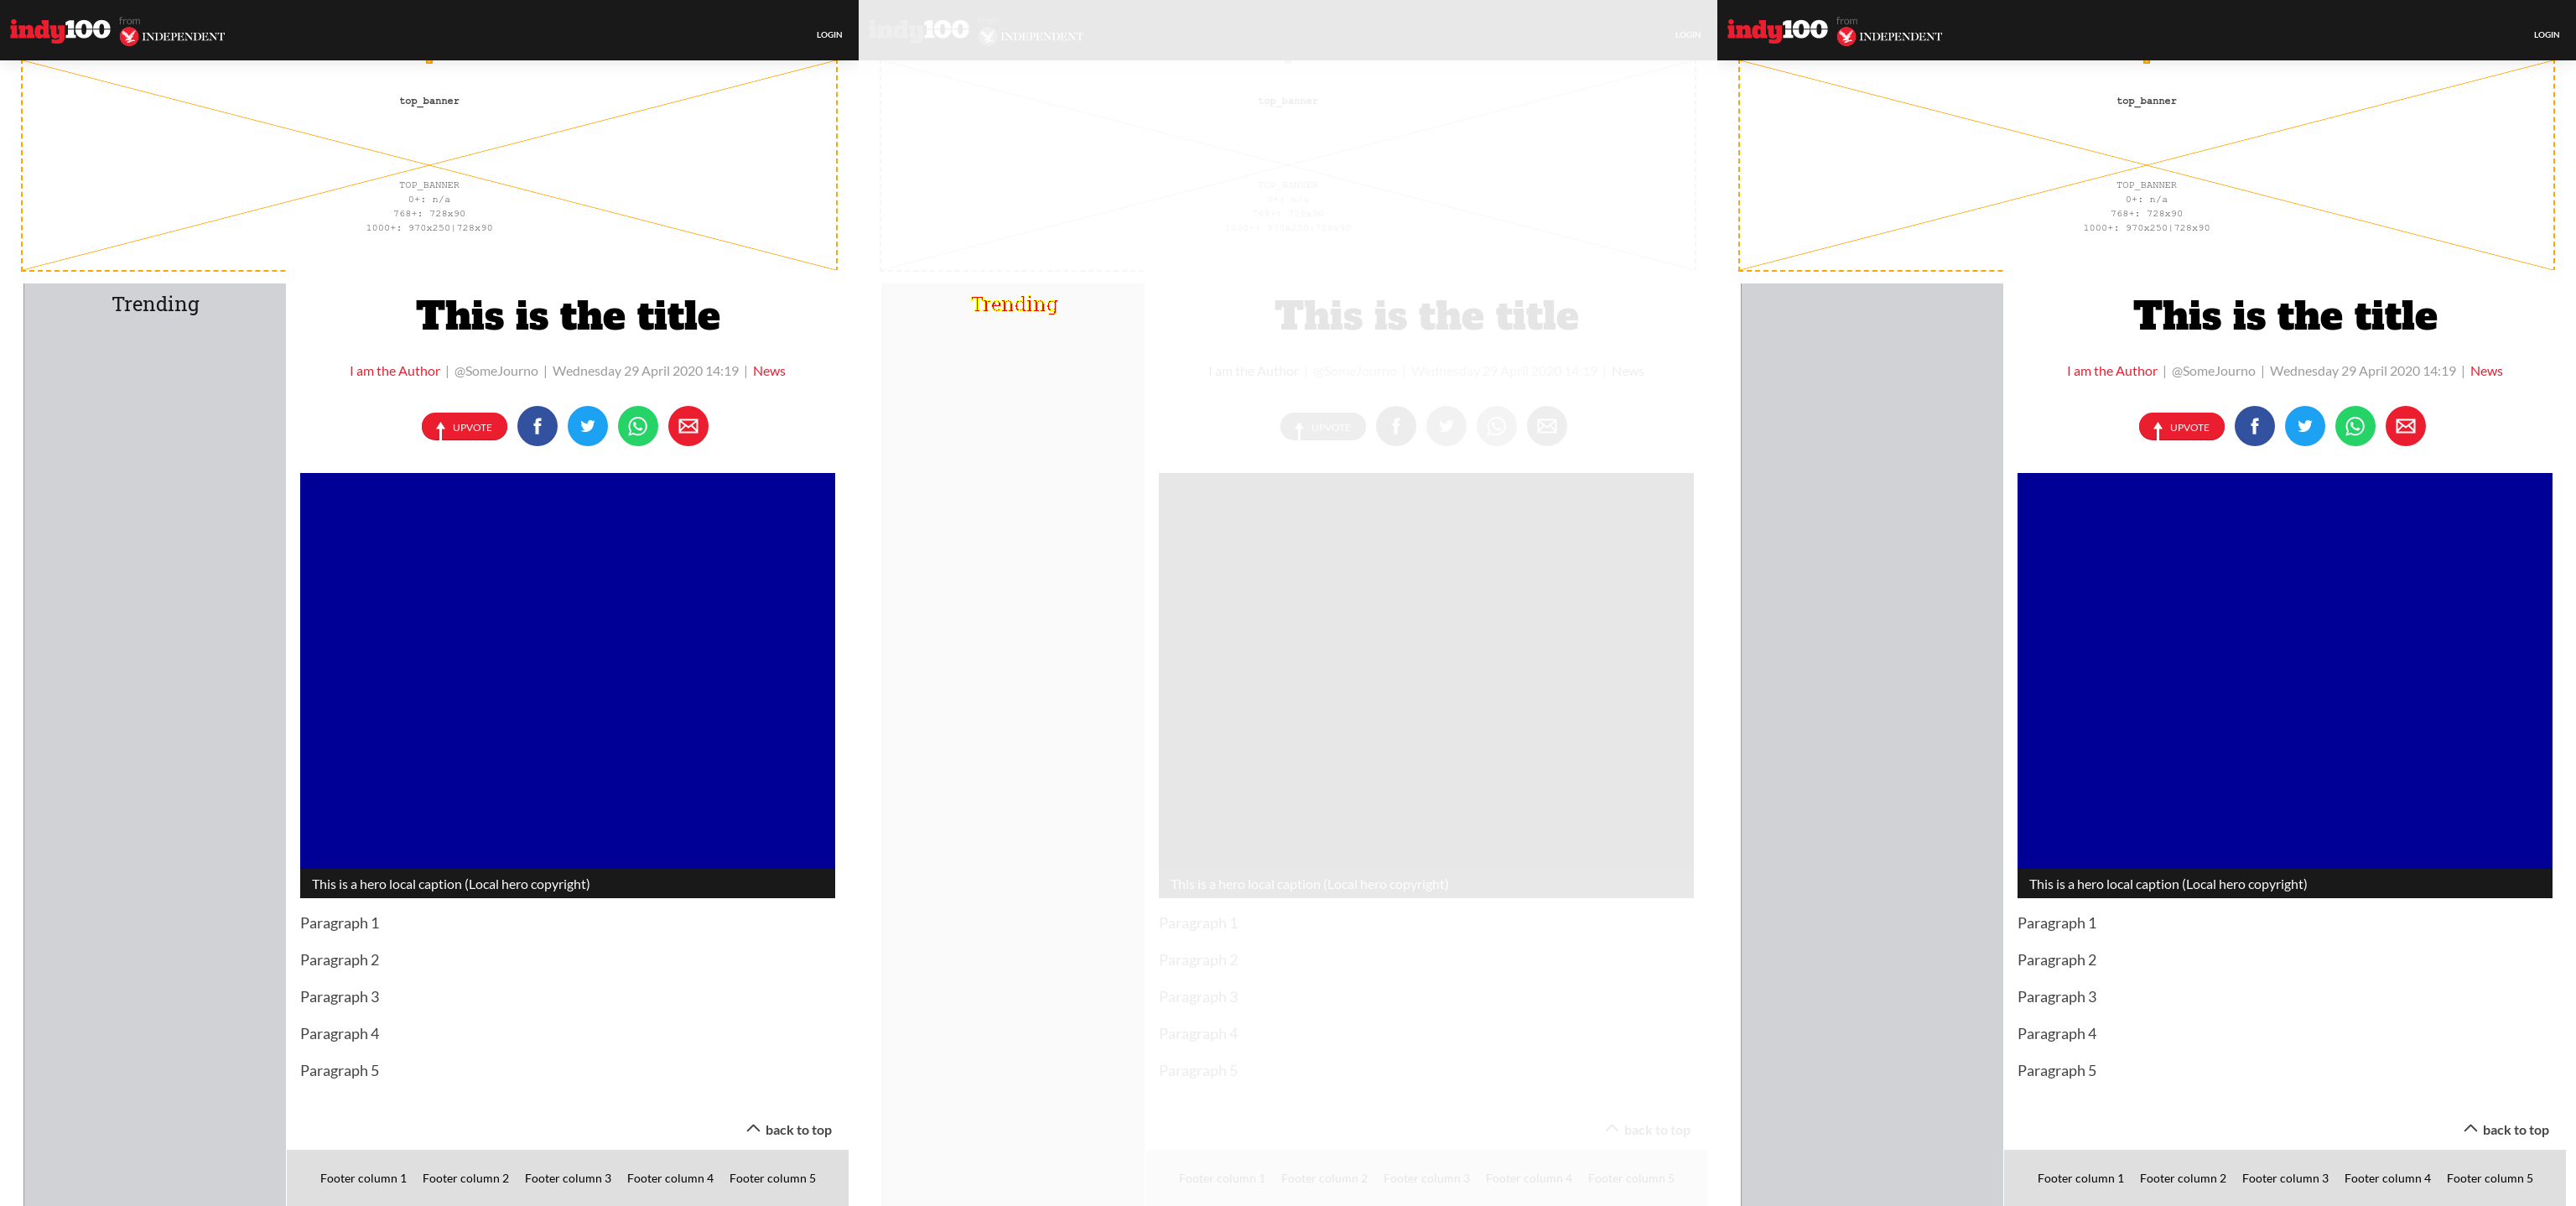 indy100 from INDEPENDENT LOGIN
top_banner
TOP_BANNER
0+: n/a
768+: 728x90
1000+: 970x250|728x90
Trending
This is the title
I am the Author | @SomeJourno | Wednesday 29 April 2020 14:19 | News
UPVOTE
This is a hero local caption (Local hero copyright)
Paragraph 1
Paragraph 2
Paragraph 3
Paragraph 4
Paragraph 5
back to top
Footer column 1 Footer column 2 Footer column 3 Footer column 4 Footer column 5
indy100 INDEPENDENT LOGIN
top_banner
TOP_BANNER
0+: n/a
768+: 728x90
1000+: 970x250|728x90
Trending
This is the title
I am the Author | @SomeJourno | Wednesday 29 April 2020 14:19 | News
UPVOTE
This is a hero local caption (Local hero copyright)
Paragraph 1
Paragraph 2
Paragraph 3
Paragraph 4
Paragraph 5
back to top
Footer column 1 Footer column 2 Footer column 3 Footer column 4 Footer column 5
indy100 from INDEPENDENT LOGIN
top_banner
TOP_BANNER
0+: n/a
768+: 728x90
1000+: 970x250|728x90
This is the title
I am the Author | @SomeJourno | Wednesday 29 April 2020 14:19 | News
UPVOTE
This is a hero local caption (Local hero copyright)
Paragraph 1
Paragraph 2
Paragraph 3
Paragraph 4
Paragraph 5
back to top
Footer column 1 Footer column 2 Footer column 3 Footer column 4 Footer column 5